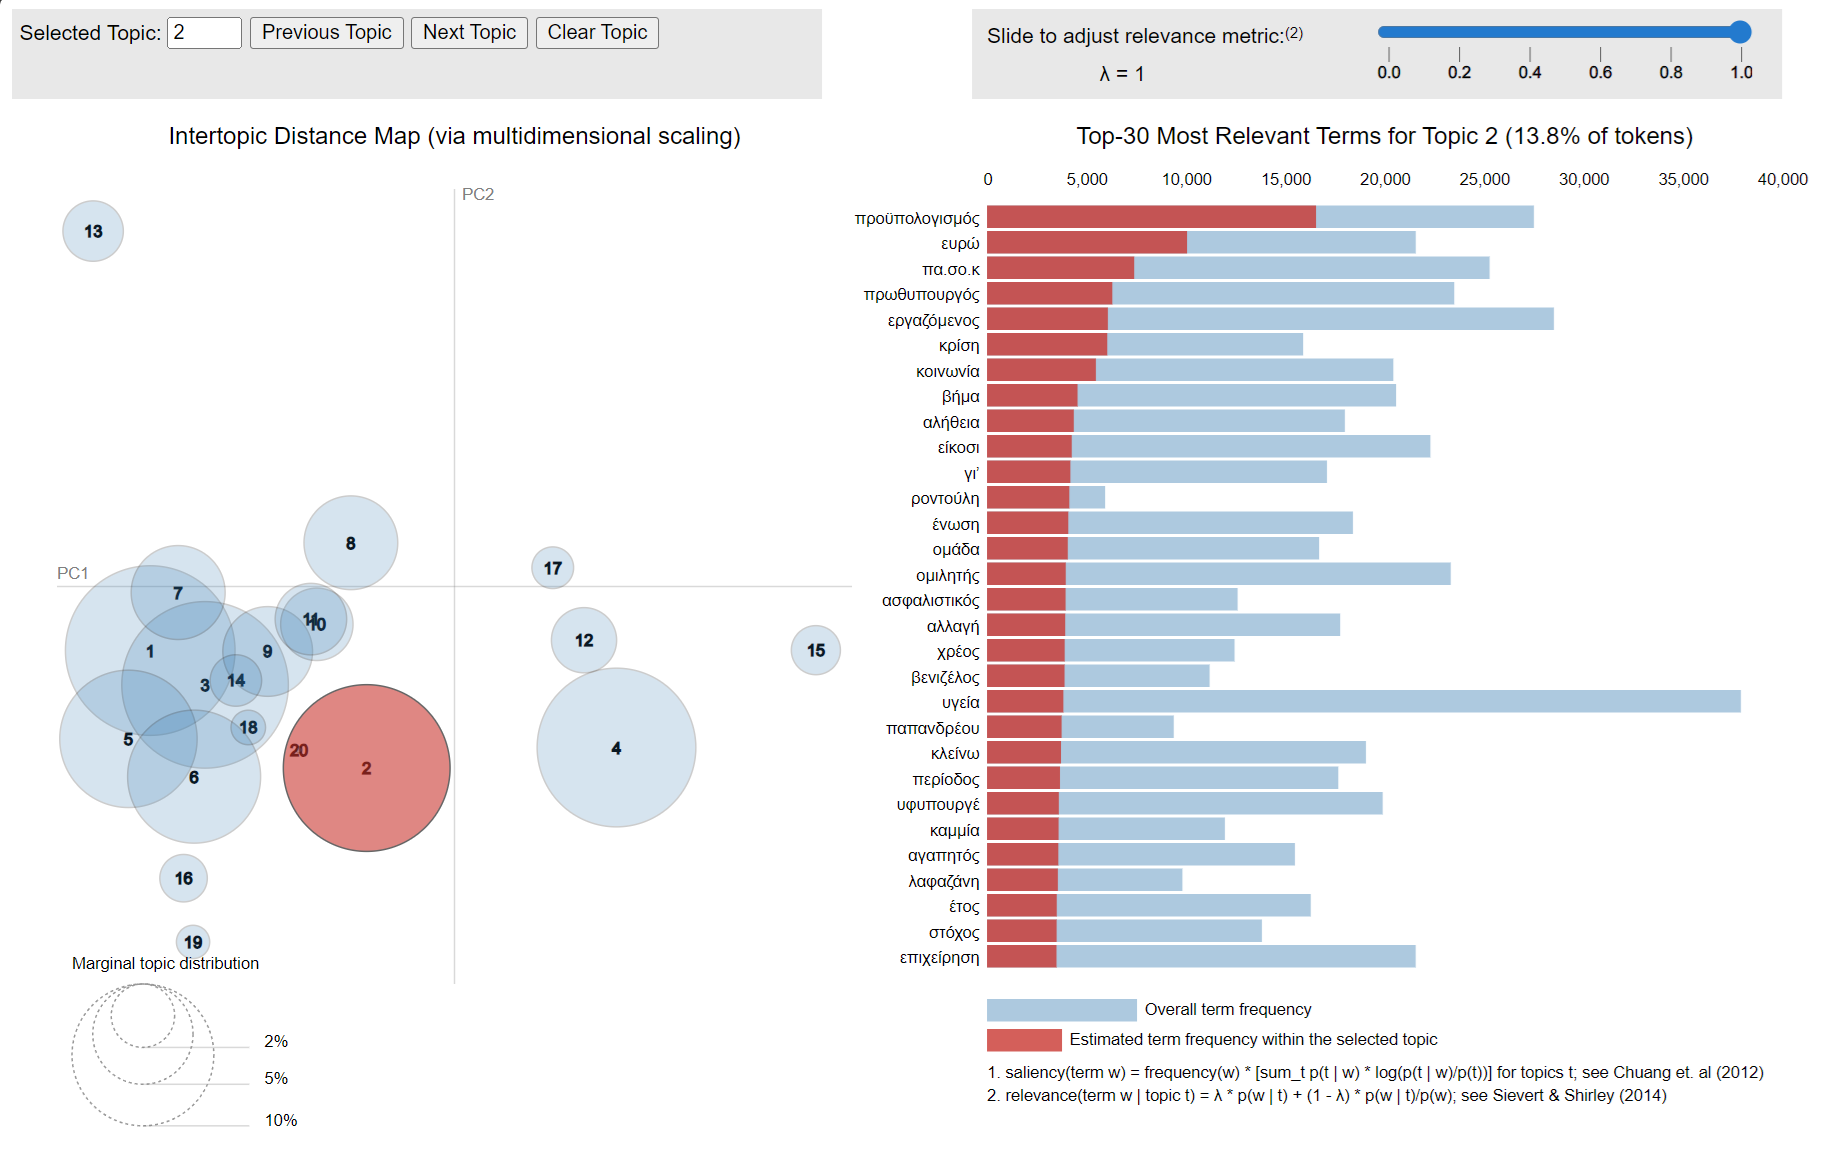 Selected Topic: 2 Previous Topic Next Topic Clear Topic
Slide to adjust relevance metric:(2)
λ = 1
0.0 0.2 0.4 0.6 0.8 1.0
Intertopic Distance Map (via multidimensional scaling)
PC2
PC1
13
8
17
7
11
10
12
1
9
15
3
14
18
5
20
2
4
6
16
19
Marginal topic distribution
2%
5%
10%
Top-30 Most Relevant Terms for Topic 2 (13.8% of tokens)
0 5,000 10,000 15,000 20,000 25,000 30,000 35,000 40,000
προϋπολογισμός
ευρώ
πα.σο.κ
πρωθυπουργός
εργαζόμενος
κρίση
κοινωνία
βήμα
αλήθεια
είκοσι
γι’
ροντούλη
ένωση
ομάδα
ομιλητής
ασφαλιστικός
αλλαγή
χρέος
βενιζέλος
υγεία
παπανδρέου
κλείνω
περίοδος
υφυπουργέ
καμμία
αγαπητός
λαφαζάνη
έτος
στόχος
επιχείρηση
Overall term frequency
Estimated term frequency within the selected topic
1. saliency(term w) = frequency(w) * [sum_t p(t | w) * log(p(t | w)/p(t))] for topics t; see Chuang et. al (2012)
2. relevance(term w | topic t) = λ * p(w | t) + (1 - λ) * p(w | t)/p(w); see Sievert & Shirley (2014)